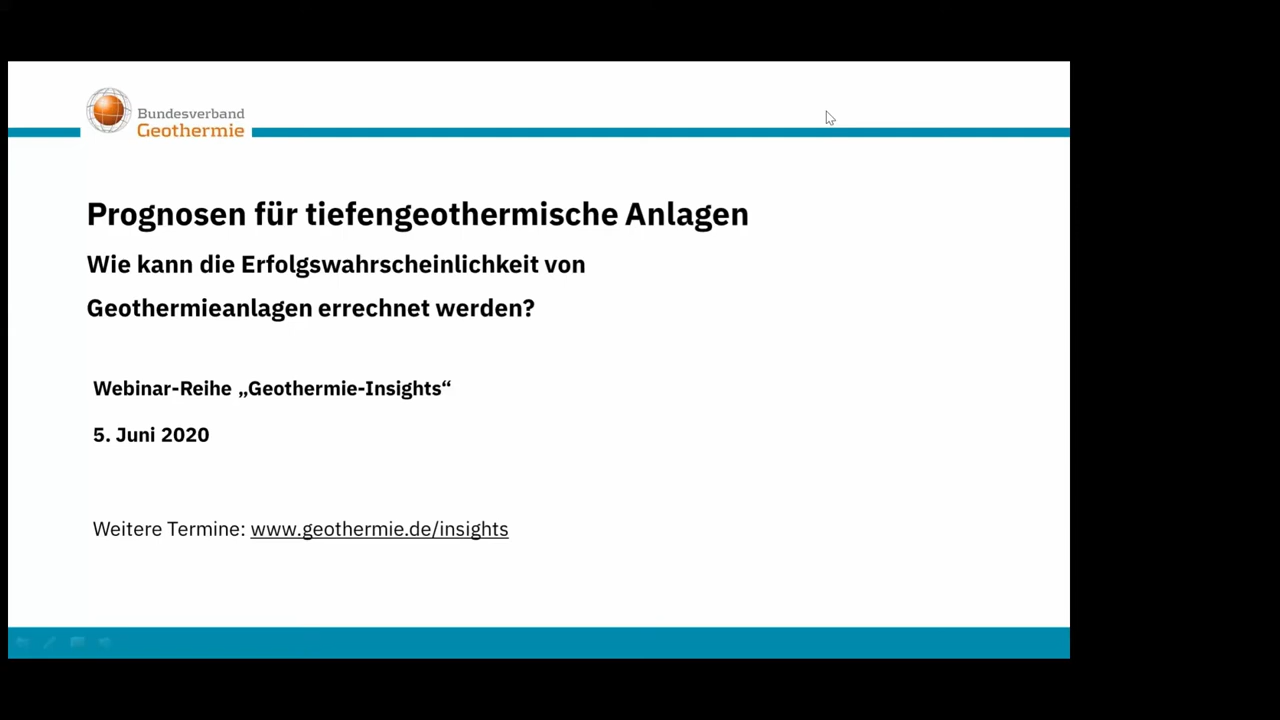 Bundesverband
Geothermie
Prognosen für tiefengeothermische Anlagen
Wie kann die Erfolgswahrscheinlichkeit von
Geothermieanlagen errechnet werden?
Webinar-Reihe „Geothermie-Insights“
5. Juni 2020
Weitere Termine: www.geothermie.de/insights